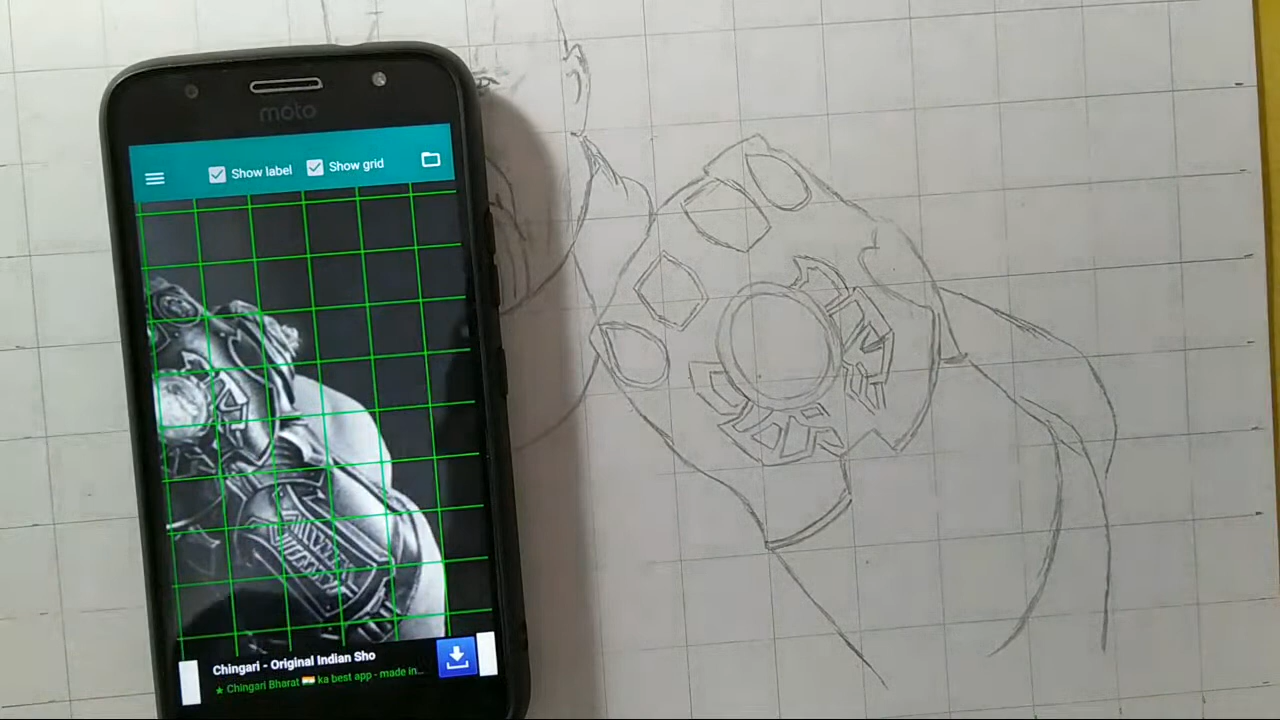 moto
Show label Show grid
Chingari - Original Indian Sho
★ Chingari Bharat 🇮🇳 ka best app - made in...